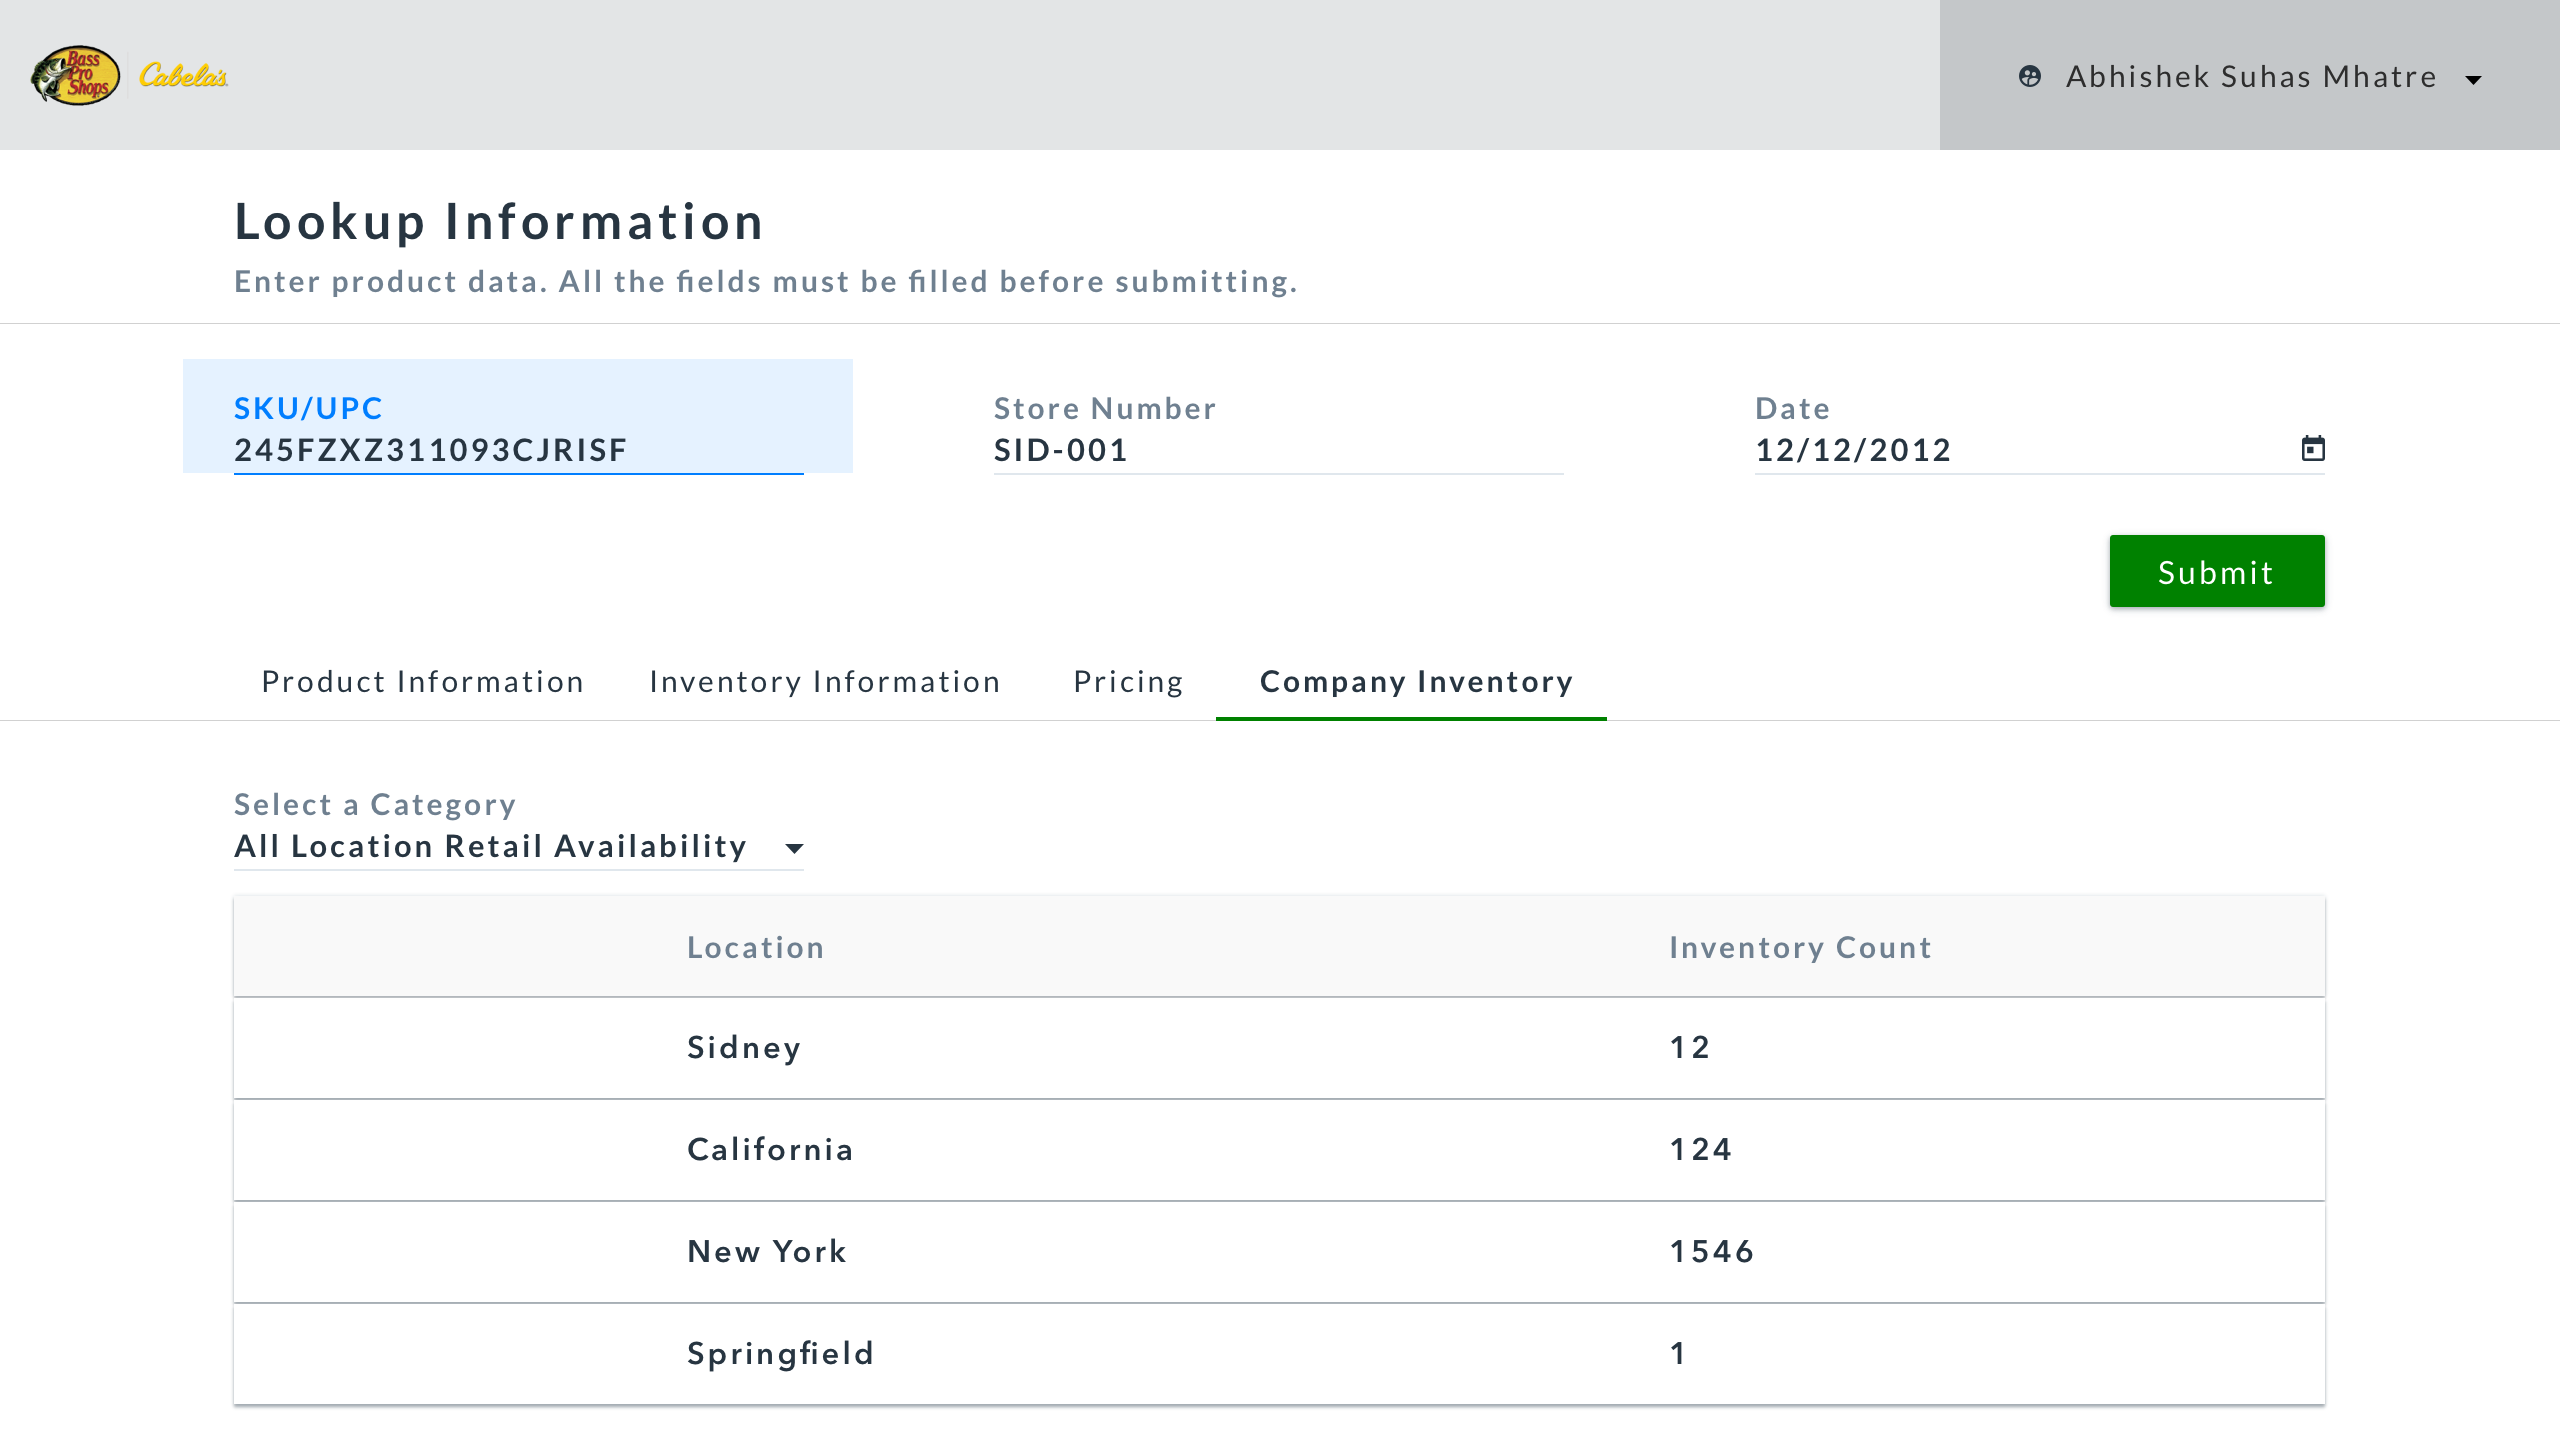 Bass
Pro
Shops
Cabela's
Abhishek Suhas Mhatre
Lookup Information
Enter product data. All the fields must be filled before submitting.
SKU/UPC
245FZXZ311093CJRISF
Store Number
SID-001
Date
12/12/2012
Submit
Product Information
Inventory Information
Pricing
Company Inventory
Select a Category
All Location Retail Availability
Location Inventory Count
Sidney 12
California 124
New York 1546
Springfield 1